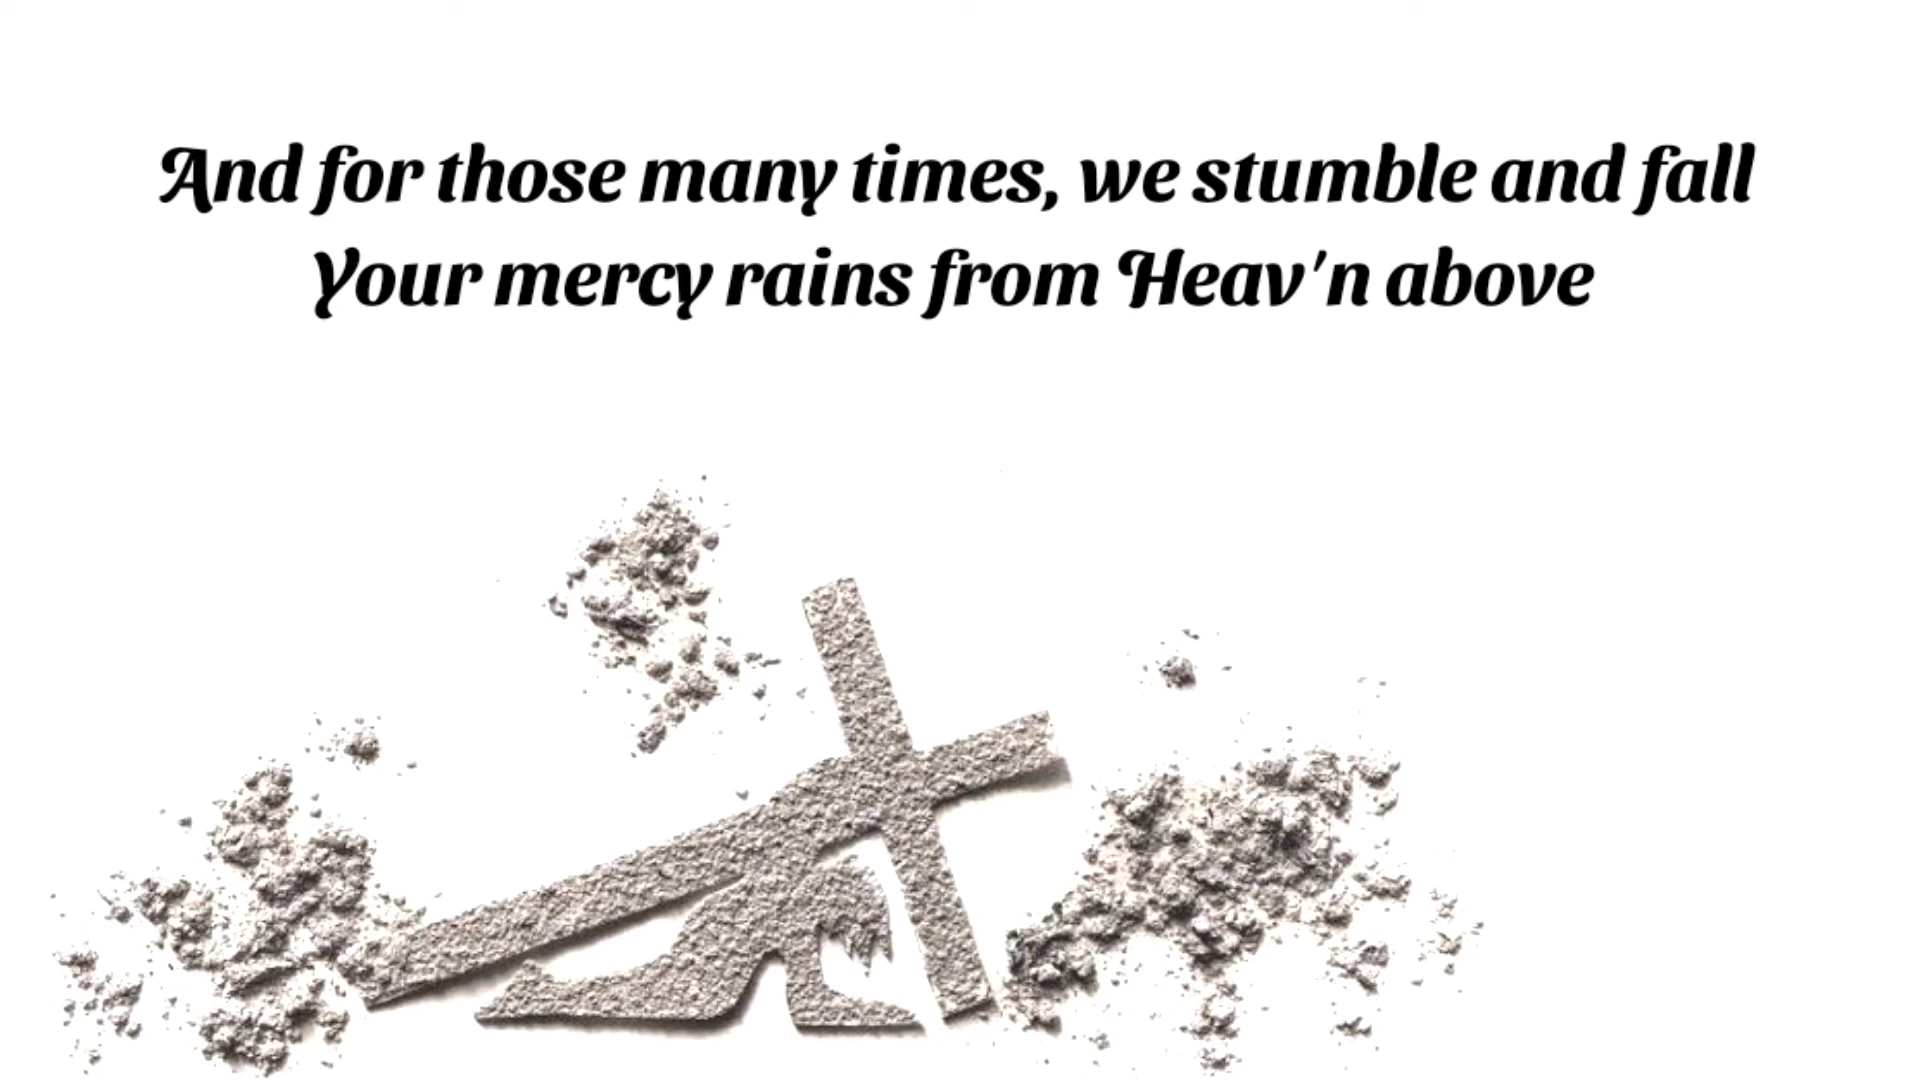 And for those many times, we stumble and fall
Your mercy rains from Heav'n above